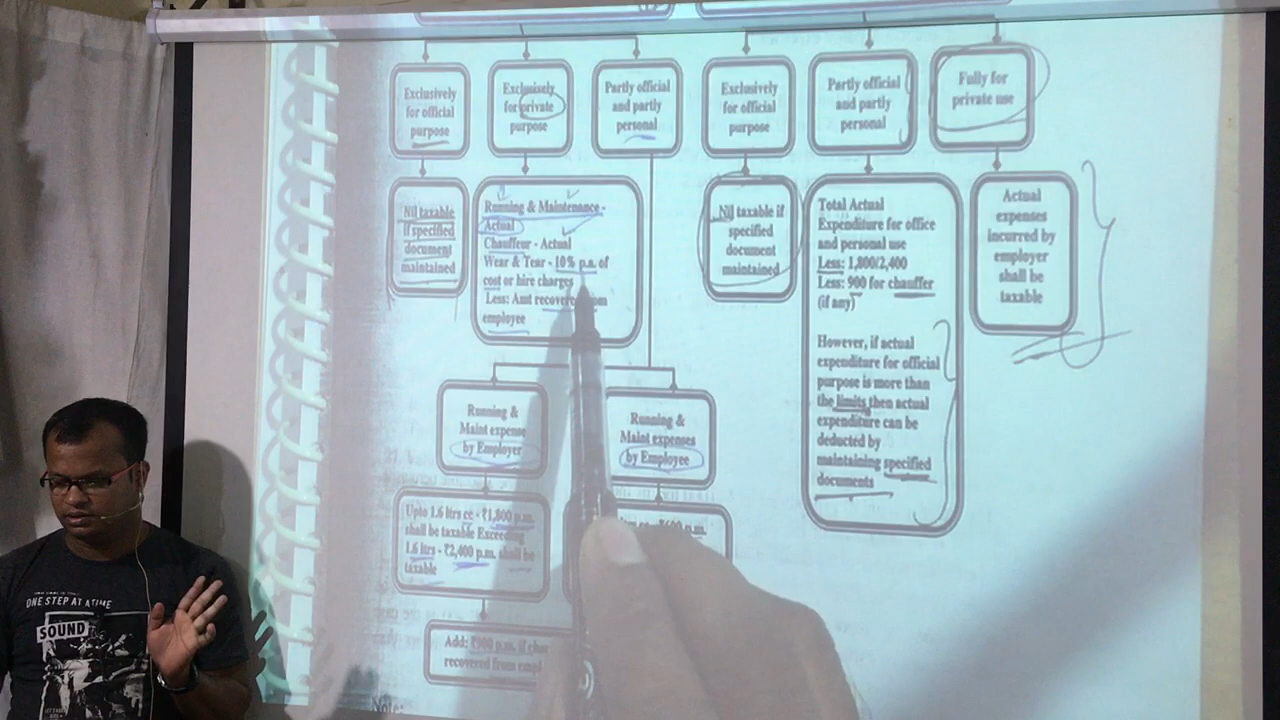 Exclusively
for official
purpose
Exclusively
for private
purpose
Partly official
and partly
personal
Exclusively
for official
purpose
Partly official
and partly
personal
Fully for
private use
Nil taxable
if specified
document
maintained
Running & Maintenance -
Actual
Chauffeur - Actual
Wear & Tear - 10% p.a. of
cost or hire charges
Less: Amt recovered from
employee
Nil taxable if
specified
document
maintained
Total Actual
Expenditure for office
and personal use
Less: 1,800/2,400
Less: 900 for chauffer
(if any)
However, if actual
expenditure for official
purpose is more than
the limits then actual
expenditure can be
deducted by
maintaining specified
documents
Actual
expenses
incurred by
employer
shall be
taxable
Running &
Maint expense
by Employer
Running &
Maint expenses
by Employee
Upto 1.6 ltrs cc - ₹1,800 p.m.
shall be taxable Exceeding
1.6 ltrs - ₹2,400 p.m. shall be
taxable
cc - ₹600 p.m.
Add: ₹900 p.m. if
recovered from
Note:
ONE STEP AT A TIME
SOUND